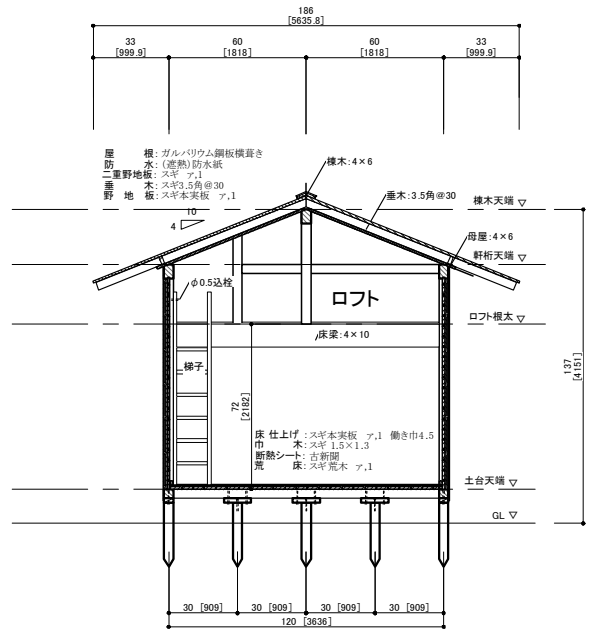 186
[5635.8]
33
[999.9]
60
[1818]
60
[1818]
33
[999.9]
屋 根: ガルバリウム鋼板横葺き
防 水: (遮熱)防水紙
二重野地板: スギ ァ,1
垂 木: スギ3.5角@30
野 地 板: スギ本実板 ァ,1
棟木:4×6
垂木:3.5角@30
棟木天端 ▽
10
4
母屋:4×6
軒桁天端 ▽
φ0.5込栓
ロフト
ロフト根太 ▽
床梁:4×10
137
[4151]
梯子
72
[2182]
床 仕上げ : スギ本実板 ァ,1 働き巾4.5
巾 木: スギ 1.5×1.3
断熱シート: 古新聞
荒 床: スギ荒木 ァ,1
土台天端 ▽
GL ▽
30 [909]
30 [909]
30 [909]
30 [909]
120 [3636]